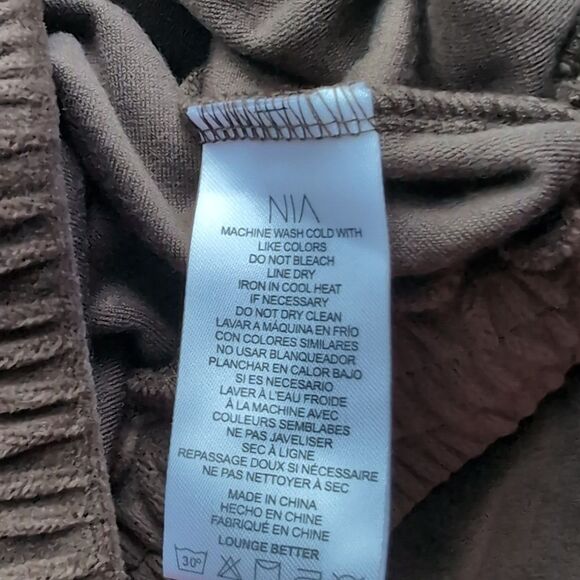 NIA
MACHINE WASH COLD WITH
LIKE COLORS
DO NOT BLEACH
LINE DRY
IRON IN COOL HEAT
IF NECESSARY
DO NOT DRY CLEAN
LAVAR A MÁQUINA EN FRÍO
CON COLORES SIMILARES
NO USAR BLANQUEADOR
PLANCHAR EN CALOR BAJO
SI ES NECESARIO
LAVER À L'EAU FROIDE
À LA MACHINE AVEC
COULEURS SEMBLABES
NE PAS JAVELISER
SEC À LIGNE
REPASSAGE DOUX SI NÉCESSAIRE
NE PAS NETTOYER À SEC
MADE IN CHINA
HECHO EN CHINE
FABRIQUÉ EN CHINE
LOUNGE BETTER
30°